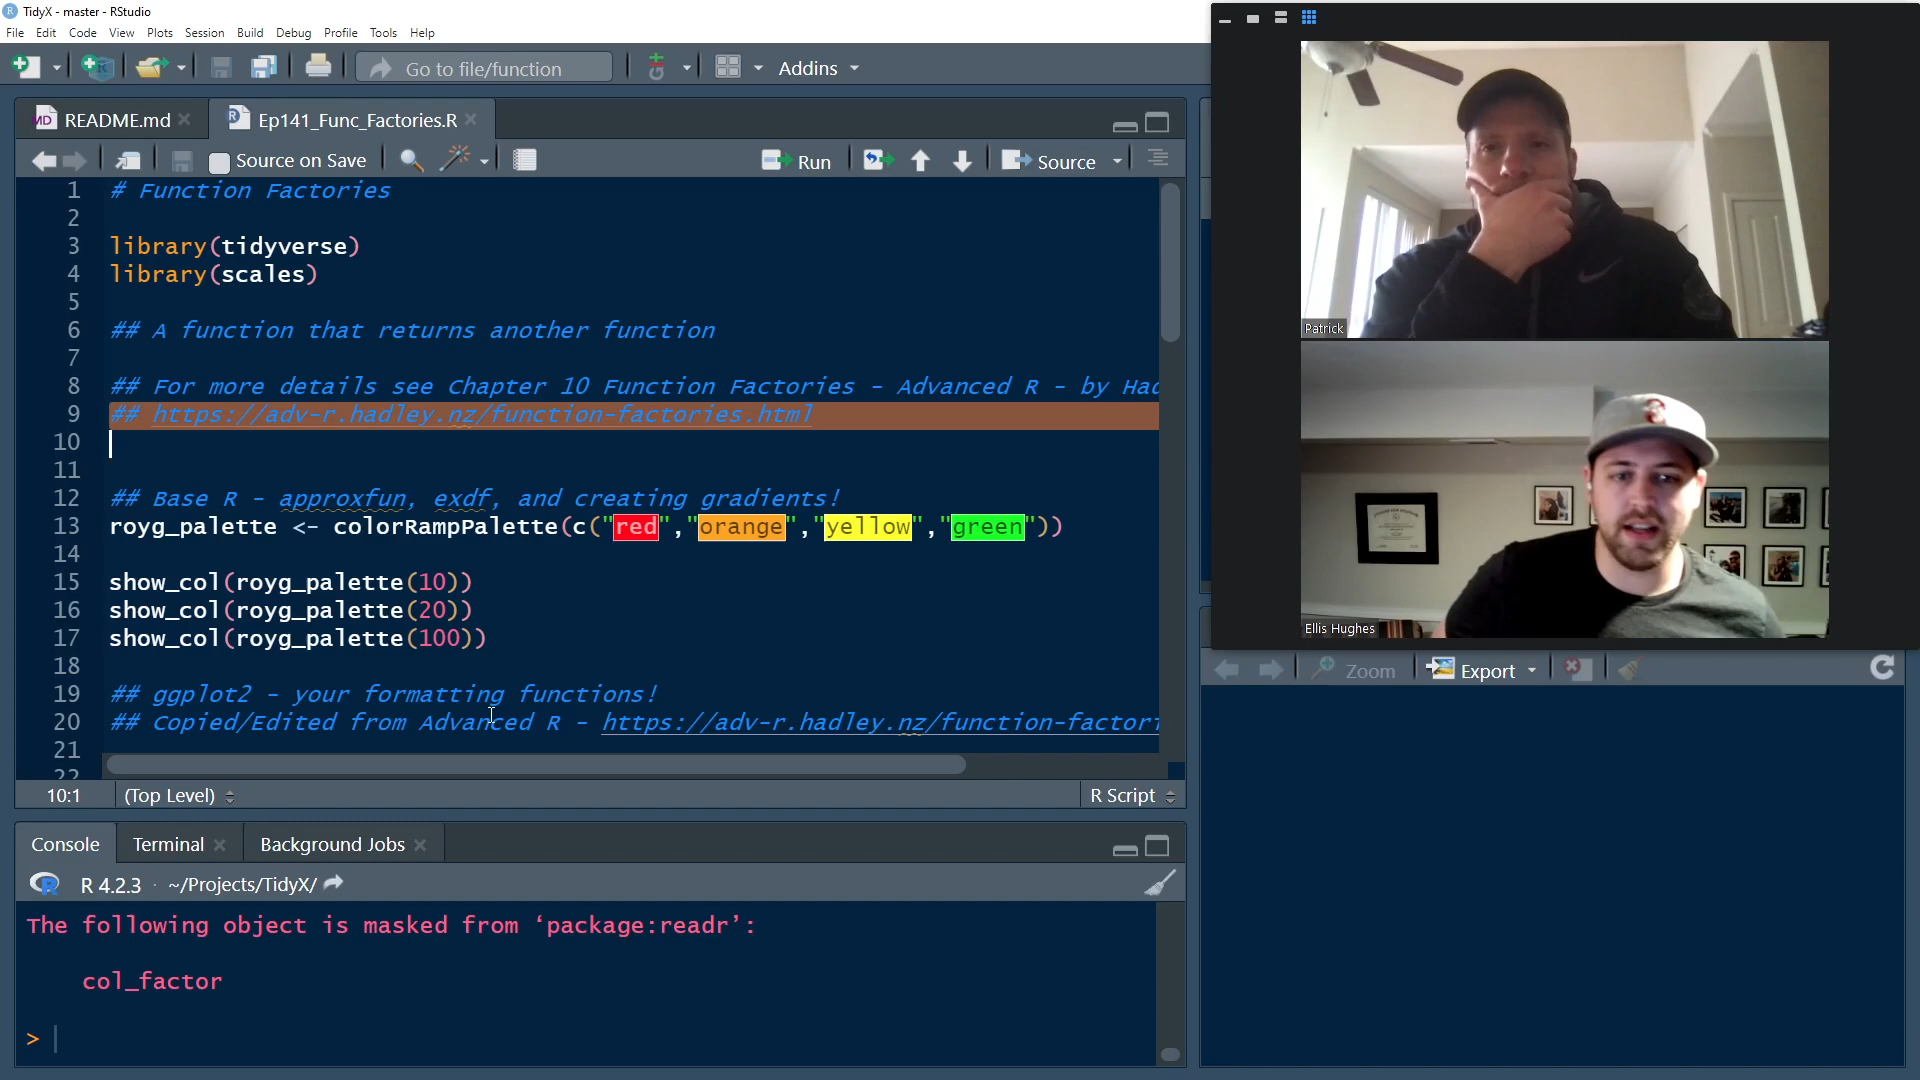 TidyX - master - RStudio
File Edit Code View Plots Session Build Debug Profile Tools Help
Go to file/function
Addins
README.md
Ep141_Func_Factories.R
Source on Save
Run
Source
1 # Function Factories
2
3 library(tidyverse)
4 library(scales)
5
6 ## A function that returns another function
7
8 ## For more details see Chapter 10 Function Factories - Advanced R - by Had
9 ## https://adv-r.hadley.nz/function-factories.html
10
11
12 ## Base R - approxfun, exdf, and creating gradients!
13 royg_palette <- colorRampPalette(c("red","orange","yellow","green"))
14
15 show_col(royg_palette(10))
16 show_col(royg_palette(20))
17 show_col(royg_palette(100))
18
19 ## ggplot2 - your formatting functions!
20 ## Copied/Edited from Advanced R - https://adv-r.hadley.nz/function-factori
21
22
10:1 (Top Level) R Script
Console Terminal Background Jobs
R 4.2.3 · ~/Projects/TidyX/
The following object is masked from ‘package:readr’:
col_factor
>
Patrick
Ellis Hughes
Zoom
Export